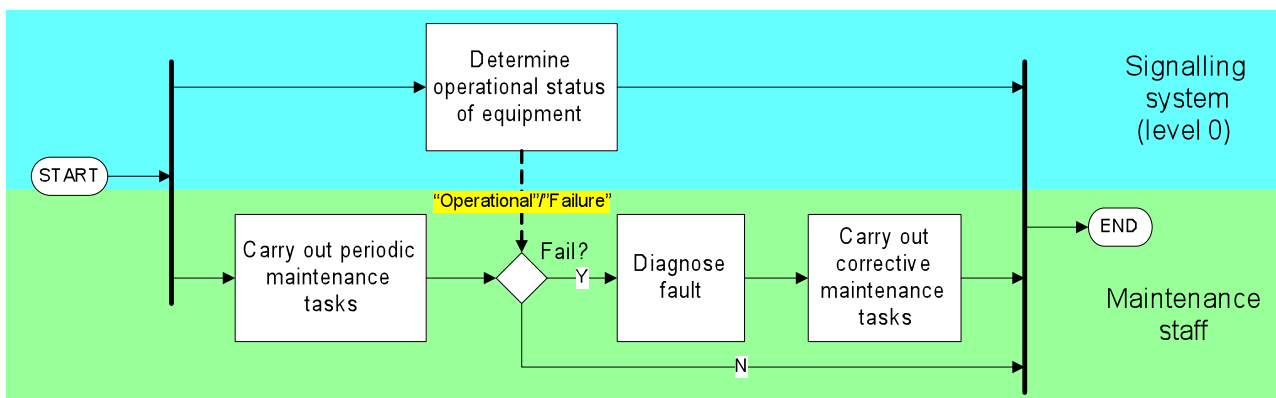 Determine
operational status
of equipment
Signalling
system
(level 0)
START
“Operational”/”Failure”
Carry out periodic
maintenance
tasks
Fail?
Y
Diagnose
fault
Carry out
corrective
maintenance
tasks
END
Maintenance
staff
N